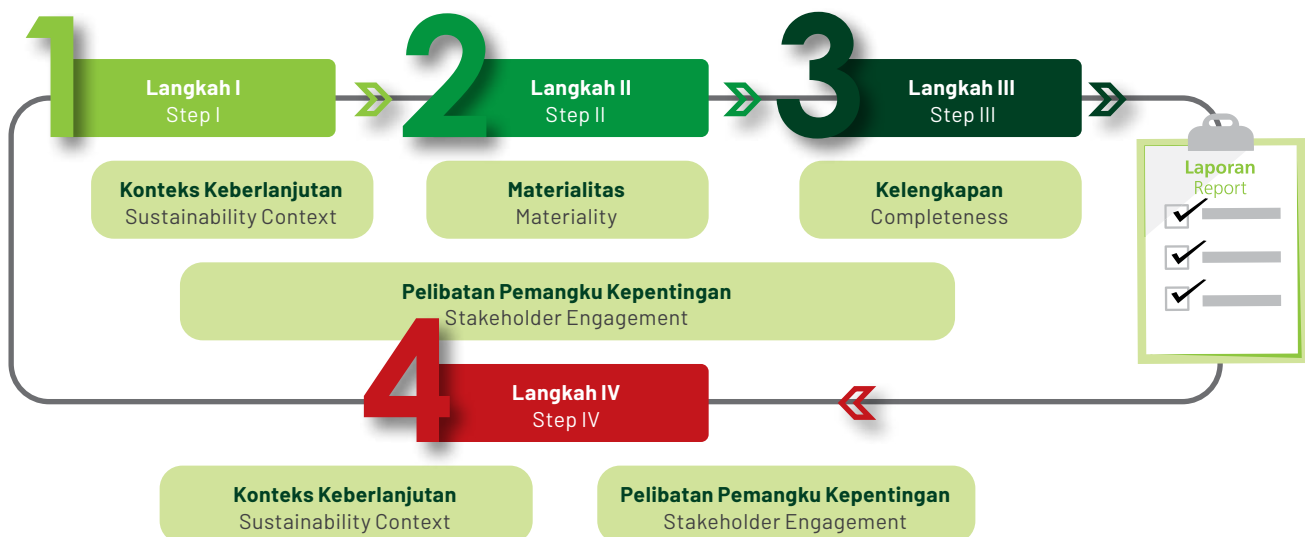 1
Langkah I
Step I
2
Langkah II
Step II
3
Langkah III
Step III
Laporan
Report
Konteks Keberlanjutan
Sustainability Context
Materialitas
Materiality
Kelengkapan
Completeness
Pelibatan Pemangku Kepentingan
Stakeholder Engagement
4
Langkah IV
Step IV
Konteks Keberlanjutan
Sustainability Context
Pelibatan Pemangku Kepentingan
Stakeholder Engagement